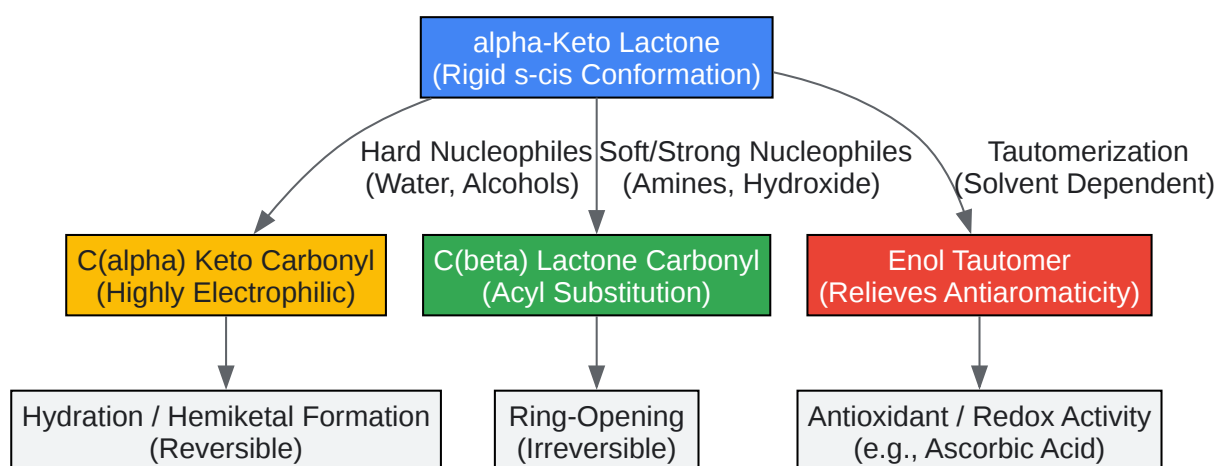 alpha-Keto Lactone
(Rigid s-cis Conformation)
Hard Nucleophiles
(Water, Alcohols)
Soft/Strong Nucleophiles
(Amines, Hydroxide)
Tautomerization
(Solvent Dependent)
C(alpha) Keto Carbonyl
(Highly Electrophilic)
C(beta) Lactone Carbonyl
(Acyl Substitution)
Enol Tautomer
(Relieves Antiaromaticity)
Hydration / Hemiketal Formation
(Reversible)
Ring-Opening
(Irreversible)
Antioxidant / Redox Activity
(e.g., Ascorbic Acid)